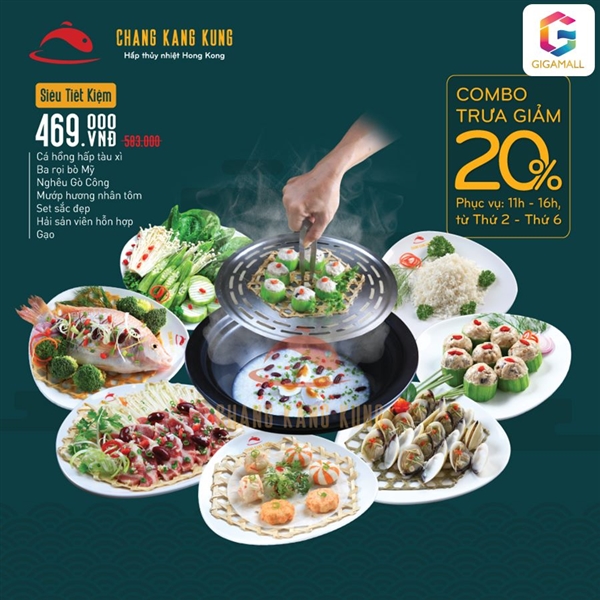 CHANG KANG KUNG
Hấp thủy nhiệt Hong Kong
GIGAMALL
Siêu Tiết Kiệm
469.000 VNĐ 583.000
Cá hồng hấp tàu xì
Ba rọi bò Mỹ
Nghêu Gò Công
Mướp hương nhân tôm
Set sắc đẹp
Hải sản viên hỗn hợp
Gạo
COMBO
TRƯA GIẢM
20%
Phục vụ: 11h - 16h,
từ Thứ 2 - Thứ 6
CHANG KANG KUNG